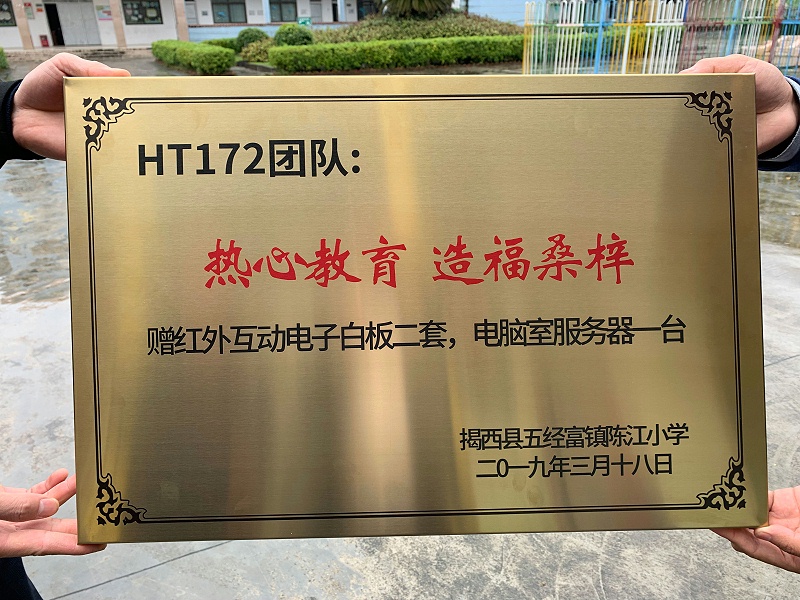 HT172团队:
热心教育 造福桑梓
赠红外互动电子白板二套，电脑室服务器一台
揭西县五经富镇陈江小学
二0一九年三月十八日